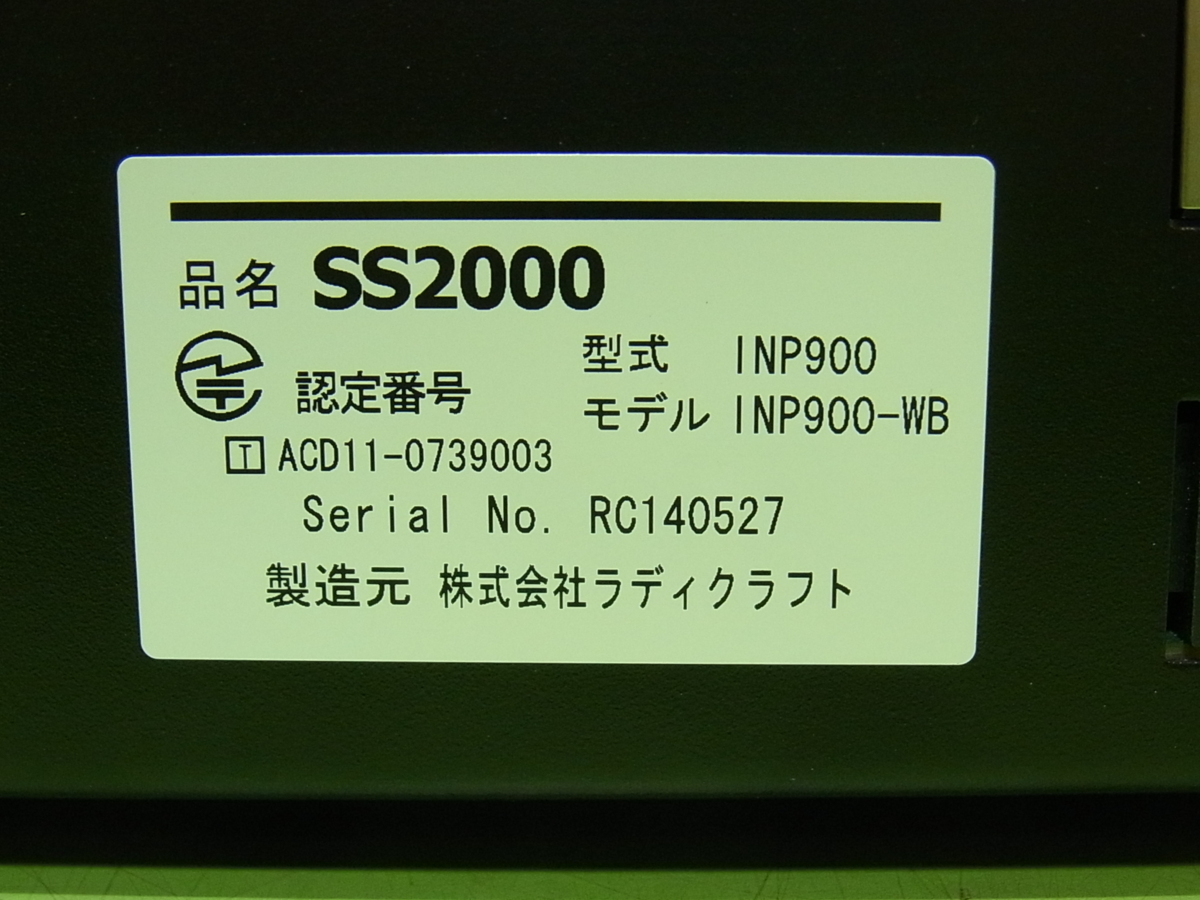 品名 SS2000
型式 INP900
認定番号
モデル INP900-WB
T ACD11-0739003
Serial No. RC140527
製造元 株式会社ラディクラフト